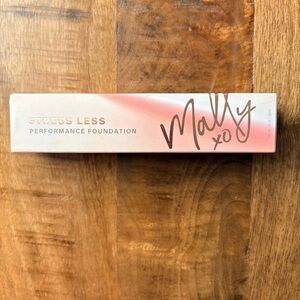 STRESS LESS
PERFORMANCE FOUNDATION
Mally
xo